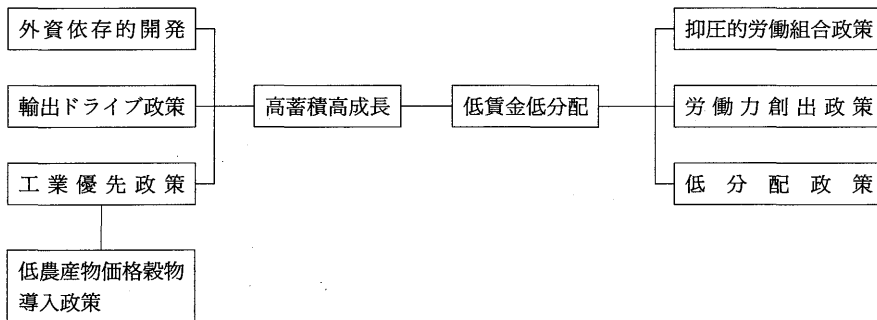 外資依存的開発
輸出ドライブ政策
工業優先政策
低農産物価格穀物
導入政策
高蓄積高成長
低賃金低分配
抑圧的労働組合政策
労働力創出政策
低分配政策